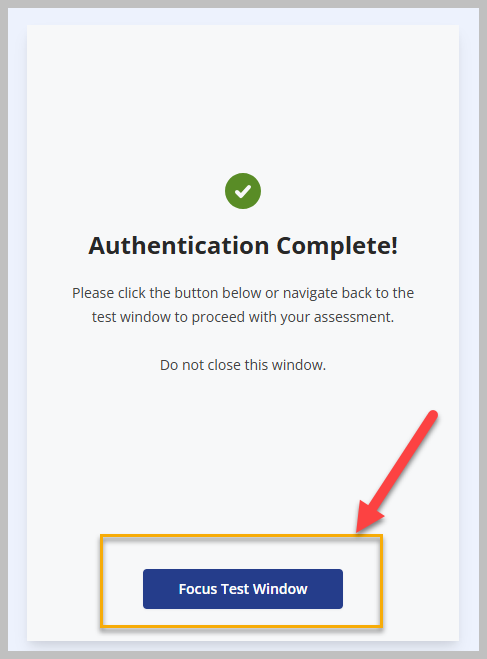 Authentication Complete!
Please click the button below or navigate back to the
test window to proceed with your assessment.
Do not close this window.
Focus Test Window